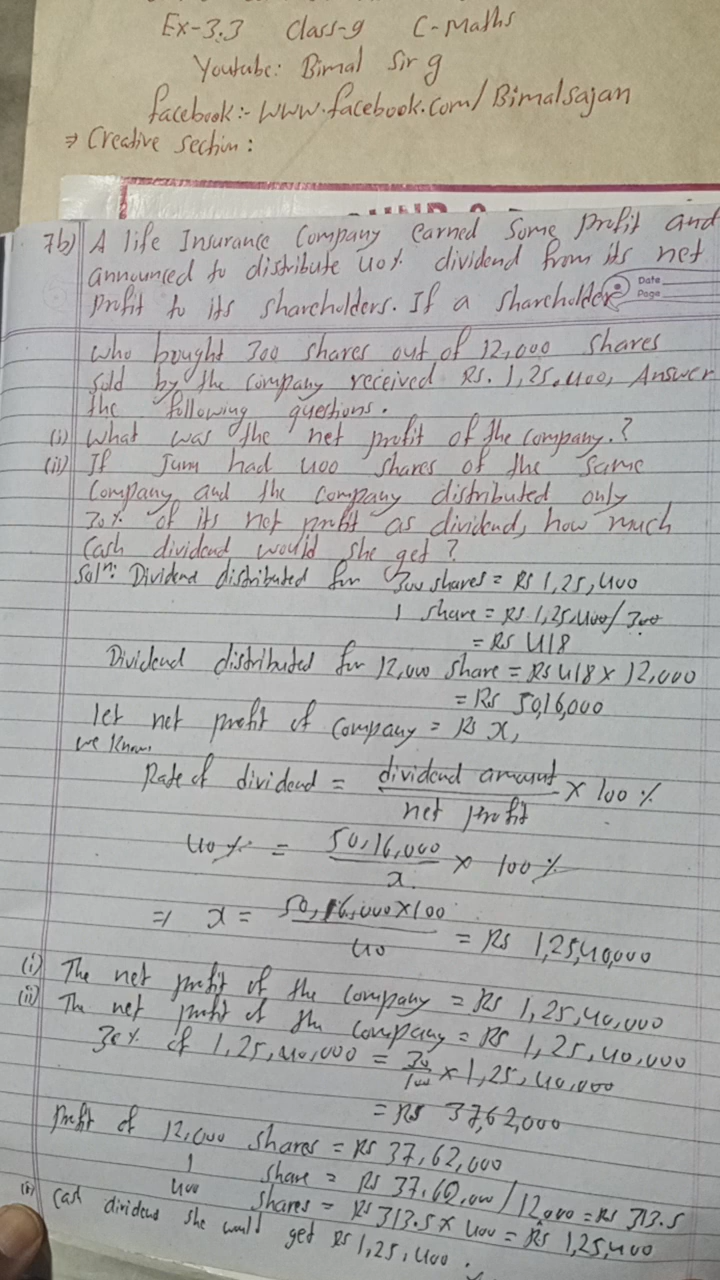 Ex-3.3 Class-9 C-Maths
Youtube: Bimal Sir g
facebook:- www.facebook.com/Bimalsajan
⇒ Creative Section:
7b) A life Insurance Company earned Some profit and
announced to distribute 40% dividend from its net
Date
Page
profit to its shareholders. If a shareholder
who bought 300 shares out of 12,000 shares
sold by the company received Rs. 1,25,400, Answer
the following questions.
(i) What was the net profit of the company.?
(ii) If Junu had 400 shares of the same
Company and the company distributed only
30% of its net profit as dividend, how much
Cash dividend would she get?
Solⁿ: Dividend distributed for 300 shares = Rs 1,25,400
1 share = Rs 1,25,400/300
= Rs 418
Dividend distributed for 12,000 share = Rs 418 × 12,000
= Rs 50,16,000
let net profit of Company = Rs x,
we know,
Rate of dividend = dividend amount / net profit × 100%
40% = 50,16,000 / x × 100%
⇒ x = 50,16,000×100 / 40 = Rs 1,25,40,000
(i) The net profit of the Company = Rs 1,25,40,000
(ii) The net profit of the company = Rs 1,25,40,000
30% of 1,25,40,000 = 30/100 × 1,25,40,000
= Rs 37,62,000
Profit of 12,000 shares = Rs 37,62,000
1 share = Rs 37,62,000/12,000 = Rs 313.5
400 shares = Rs 313.5 × 400 = Rs 1,25,400
(ii) Cash dividend she would get Rs 1,25,400.